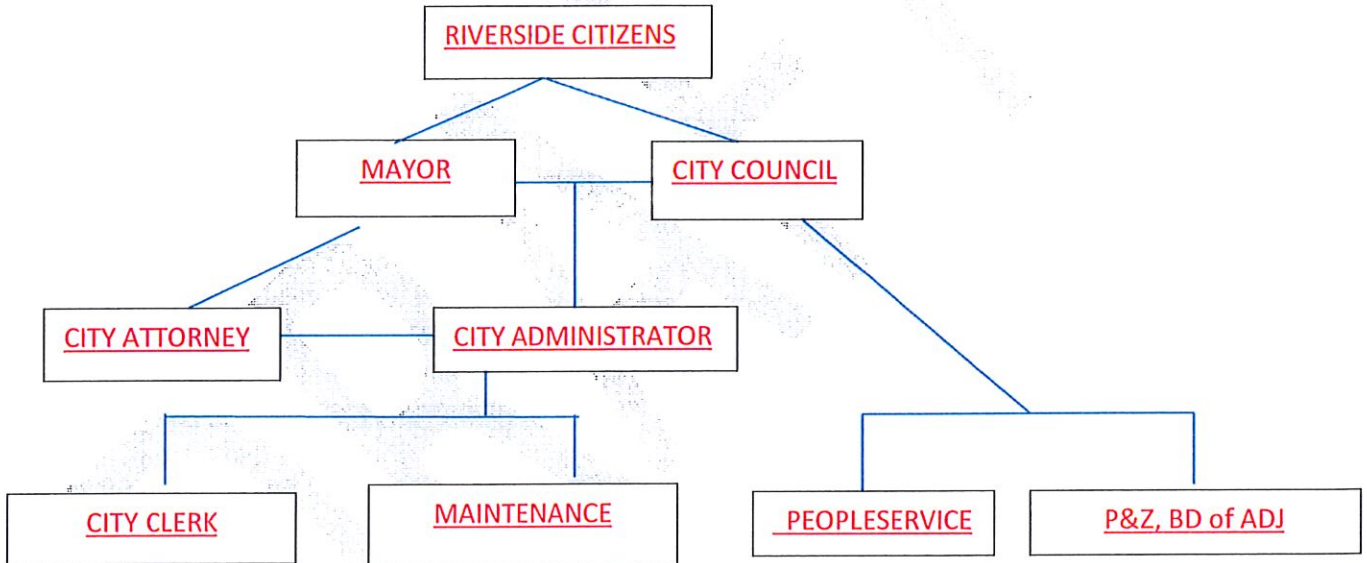 RIVERSIDE CITIZENS
MAYOR
CITY COUNCIL
CITY ATTORNEY
CITY ADMINISTRATOR
CITY CLERK
MAINTENANCE
PEOPLESERVICE
P&Z, BD of ADJ